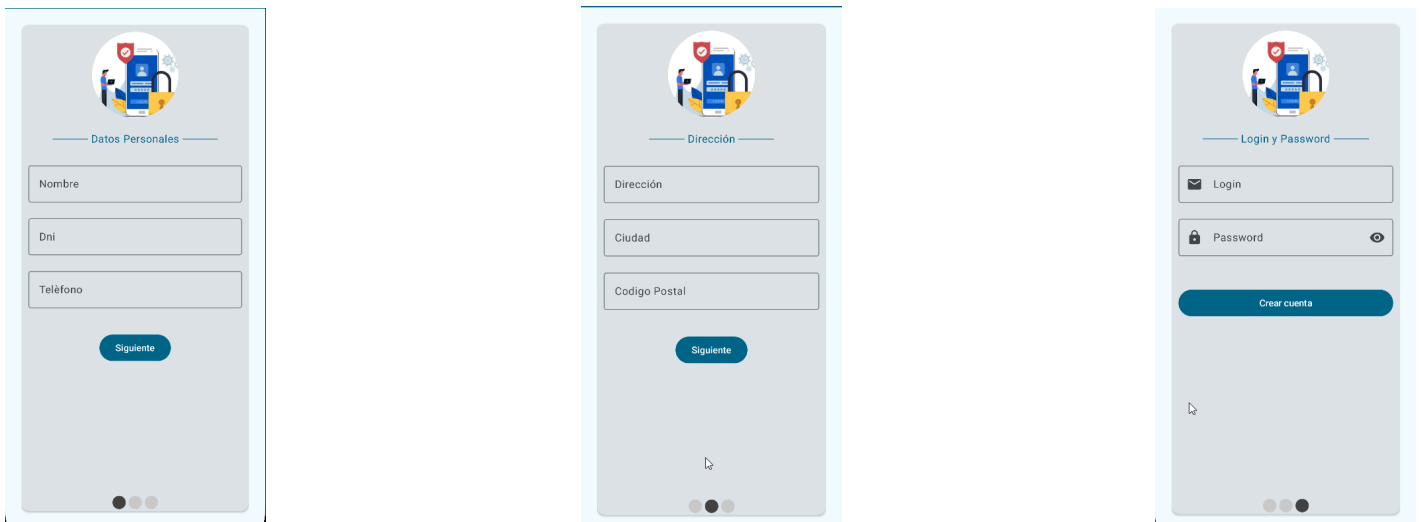 Datos Personales
Nombre
Dni
Telèfono
Siguiente
Dirección
Dirección
Ciudad
Codigo Postal
Siguiente
Login y Password
Login
Password
Crear cuenta